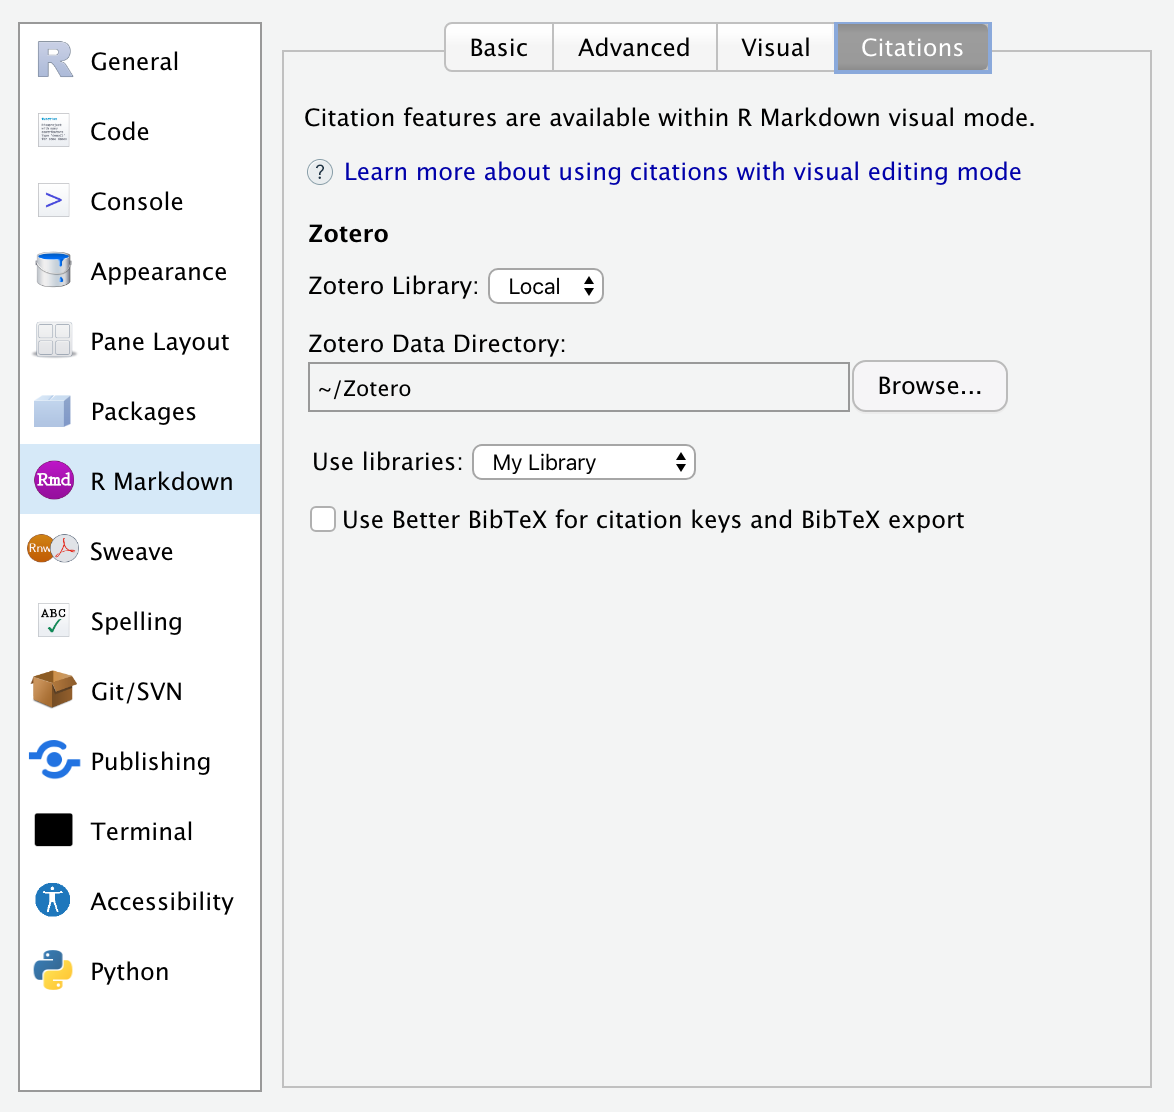 General
Code
Console
Appearance
Pane Layout
Packages
Rmd
R Markdown
Rnw
Sweave
ABC
Spelling
Git/SVN
Publishing
Terminal
Accessibility
Python
Basic
Advanced
Visual
Citations
Citation features are available within R Markdown visual mode.
? Learn more about using citations with visual editing mode
Zotero
Zotero Library: Local
Zotero Data Directory:
~/Zotero
Browse...
Use libraries: My Library
Use Better BibTeX for citation keys and BibTeX export